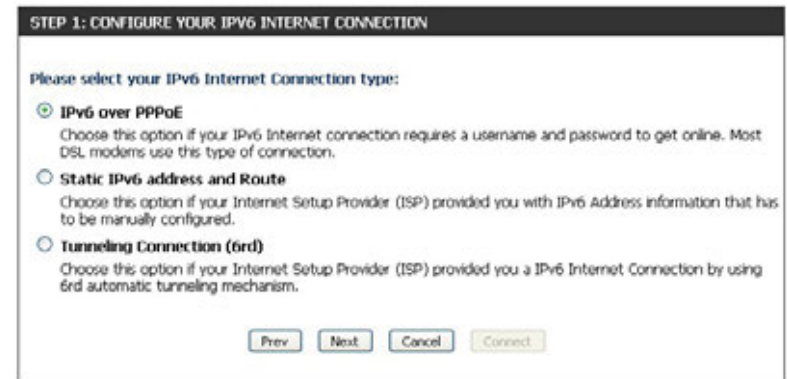 STEP 1: CONFIGURE YOUR IPV6 INTERNET CONNECTION
Please select your IPv6 Internet Connection type:
IPv6 over PPPoE
Choose this option if your IPv6 Internet connection requires a username and password to get online. Most
DSL modems use this type of connection.
Static IPv6 address and Route
Choose this option if your Internet Setup Provider (ISP) provided you with IPv6 Address information that has
to be manually configured.
Tunneling Connection (6rd)
Choose this option if your Internet Setup Provider (ISP) provided you a IPv6 Internet Connection by using
6rd automatic tunneling mechanism.
Prev Next Cancel Connect